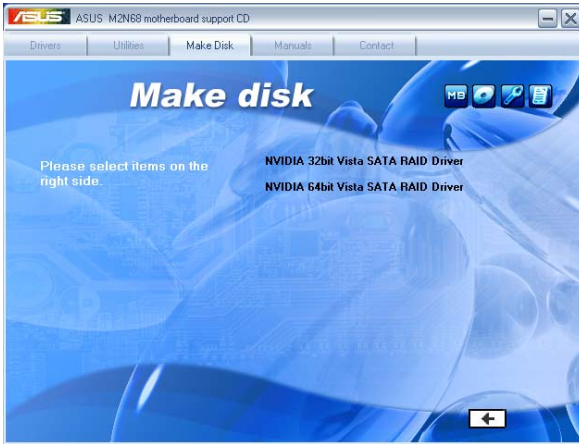 ASUS ASUS M2N68 motherboard support CD
Drivers Utilities Make Disk Manuals Contact
Make disk
MB
Please select items on the
right side.
NVIDIA 32bit Vista SATA RAID Driver
NVIDIA 64bit Vista SATA RAID Driver